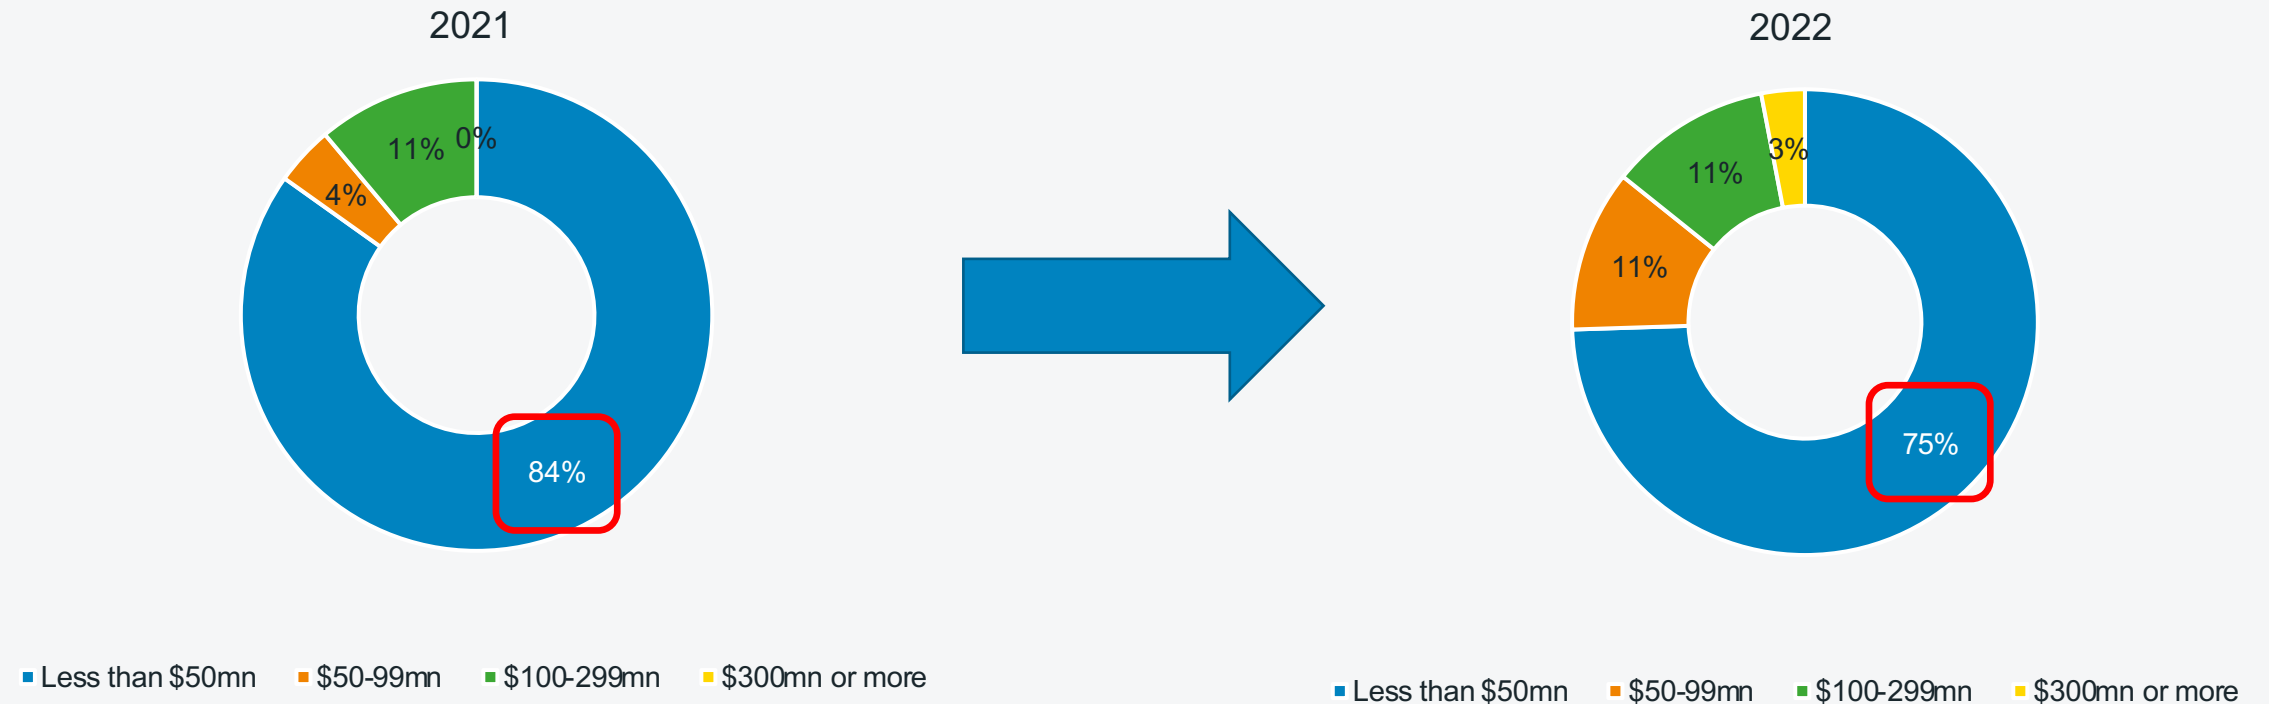 2021
11%
0%
4%
84%
Less than $50mn
$50-99mn
$100-299mn
$300mn or more
2022
3%
11%
11%
75%
Less than $50mn
$50-99mn
$100-299mn
$300mn or more